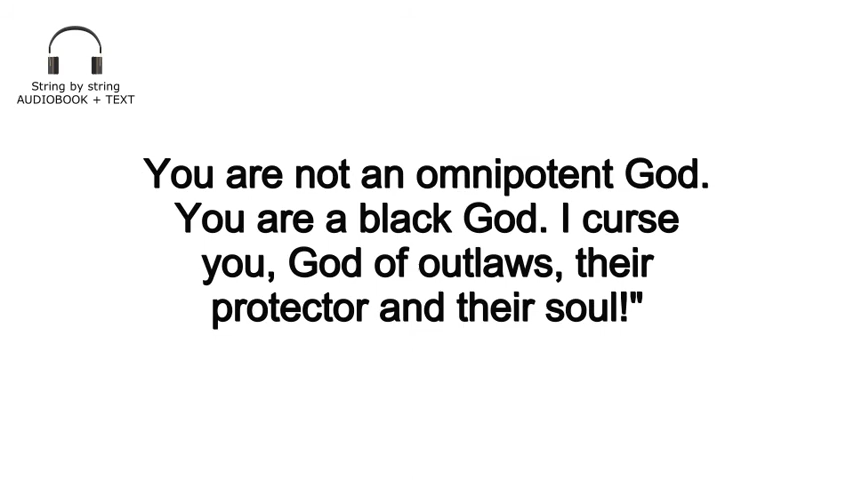 String by string
AUDIOBOOK + TEXT
You are not an omnipotent God.
You are a black God. I curse
you, God of outlaws, their
protector and their soul!"